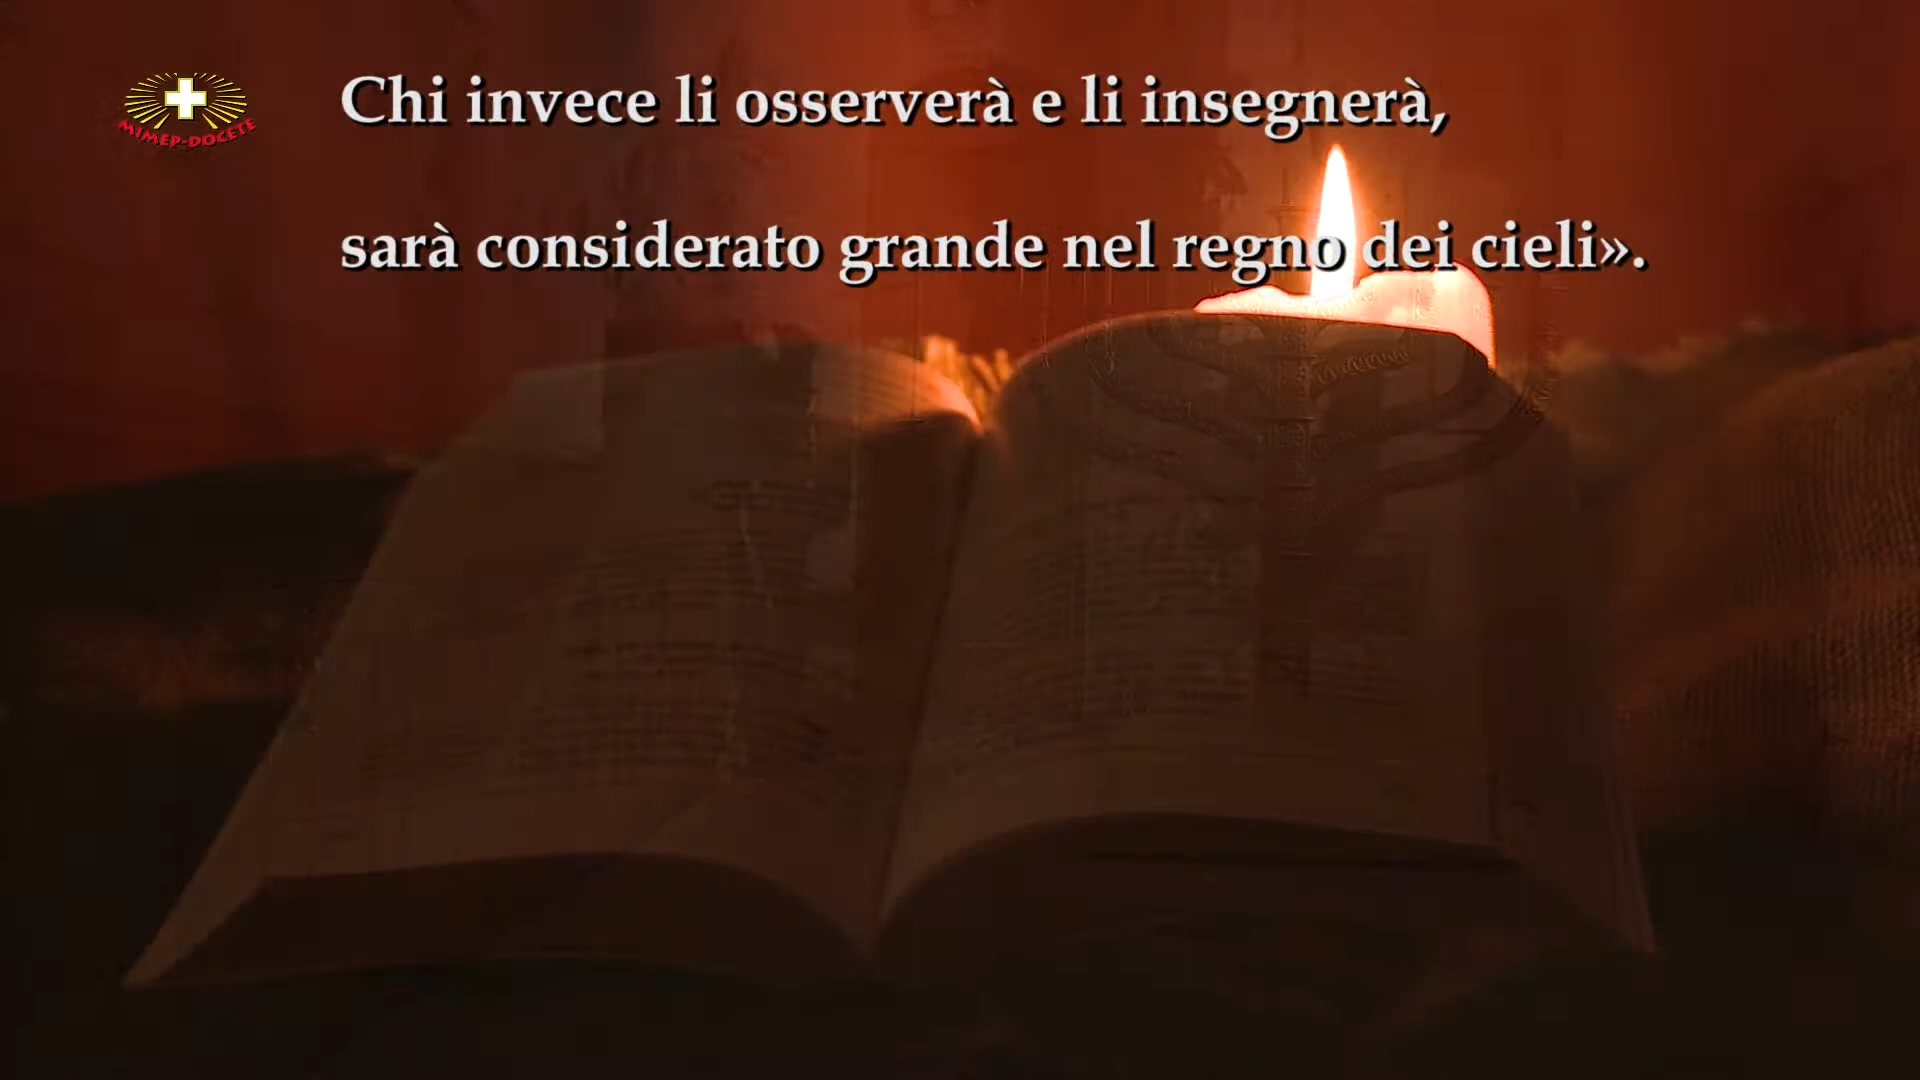 Chi invece li osserverà e li insegnerà,
sarà considerato grande nel regno dei cieli».
MIMEP-DOCETE